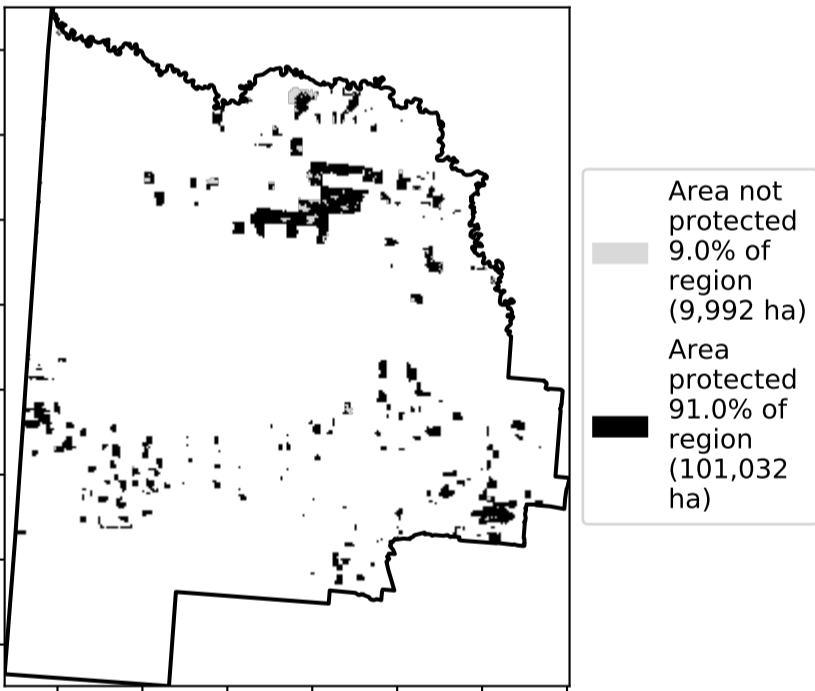 Area not
protected
9.0% of
region
(9,992 ha)
Area
protected
91.0% of
region
(101,032
ha)